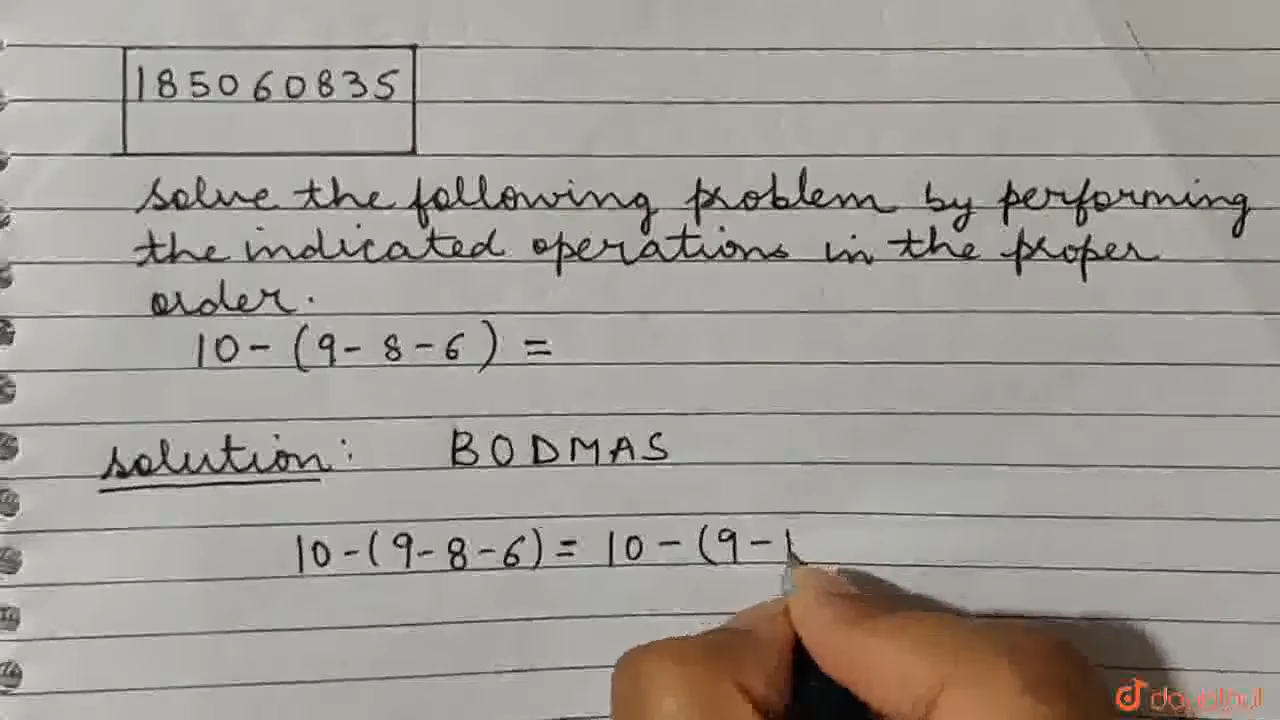 185060835
solve the following problem by performing
the indicated operations in the proper
order.
10 - (9 - 8 - 6) =
solution: BODMAS
10 - (9 - 8 - 6) = 10 - (9 - 1
doubtnut